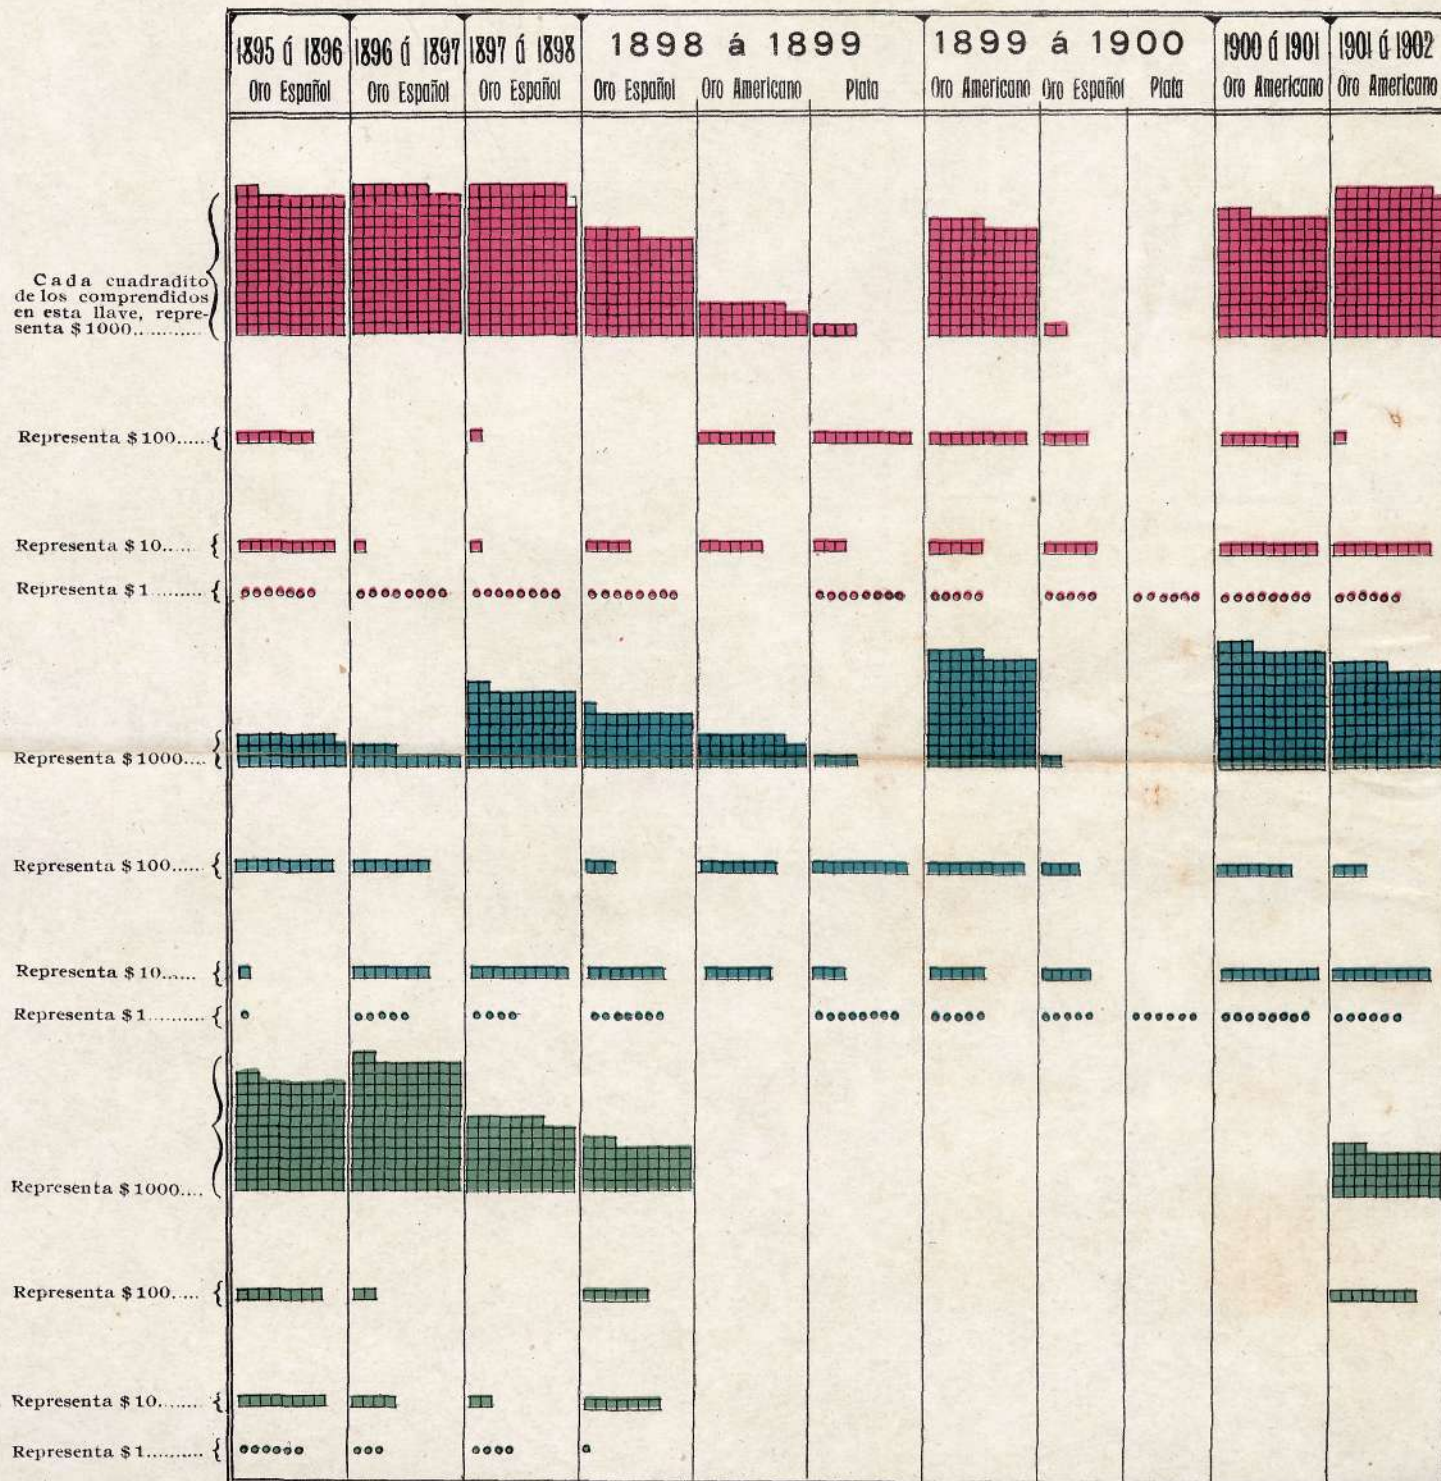 1895 á 1896 1896 á 1897 1897 á 1898 1898 á 1899 1899 á 1900 1900 á 1901 1901 á 1902
Oro Español Oro Español Oro Español Oro Español Oro Americano Plata Oro Americano Oro Español Plata Oro Americano Oro Americano
Cada cuadradito
de los comprendidos
en esta llave, repre-
senta $ 1000............
Representa $ 100...... {
Representa $ 10...... {
Representa $ 1......... {
Representa $ 1000.... {
Representa $ 100...... {
Representa $ 10....... {
Representa $ 1.......... {
Representa $ 1000....
Representa $ 100..... {
Representa $ 10........ {
Representa $ 1.......... {